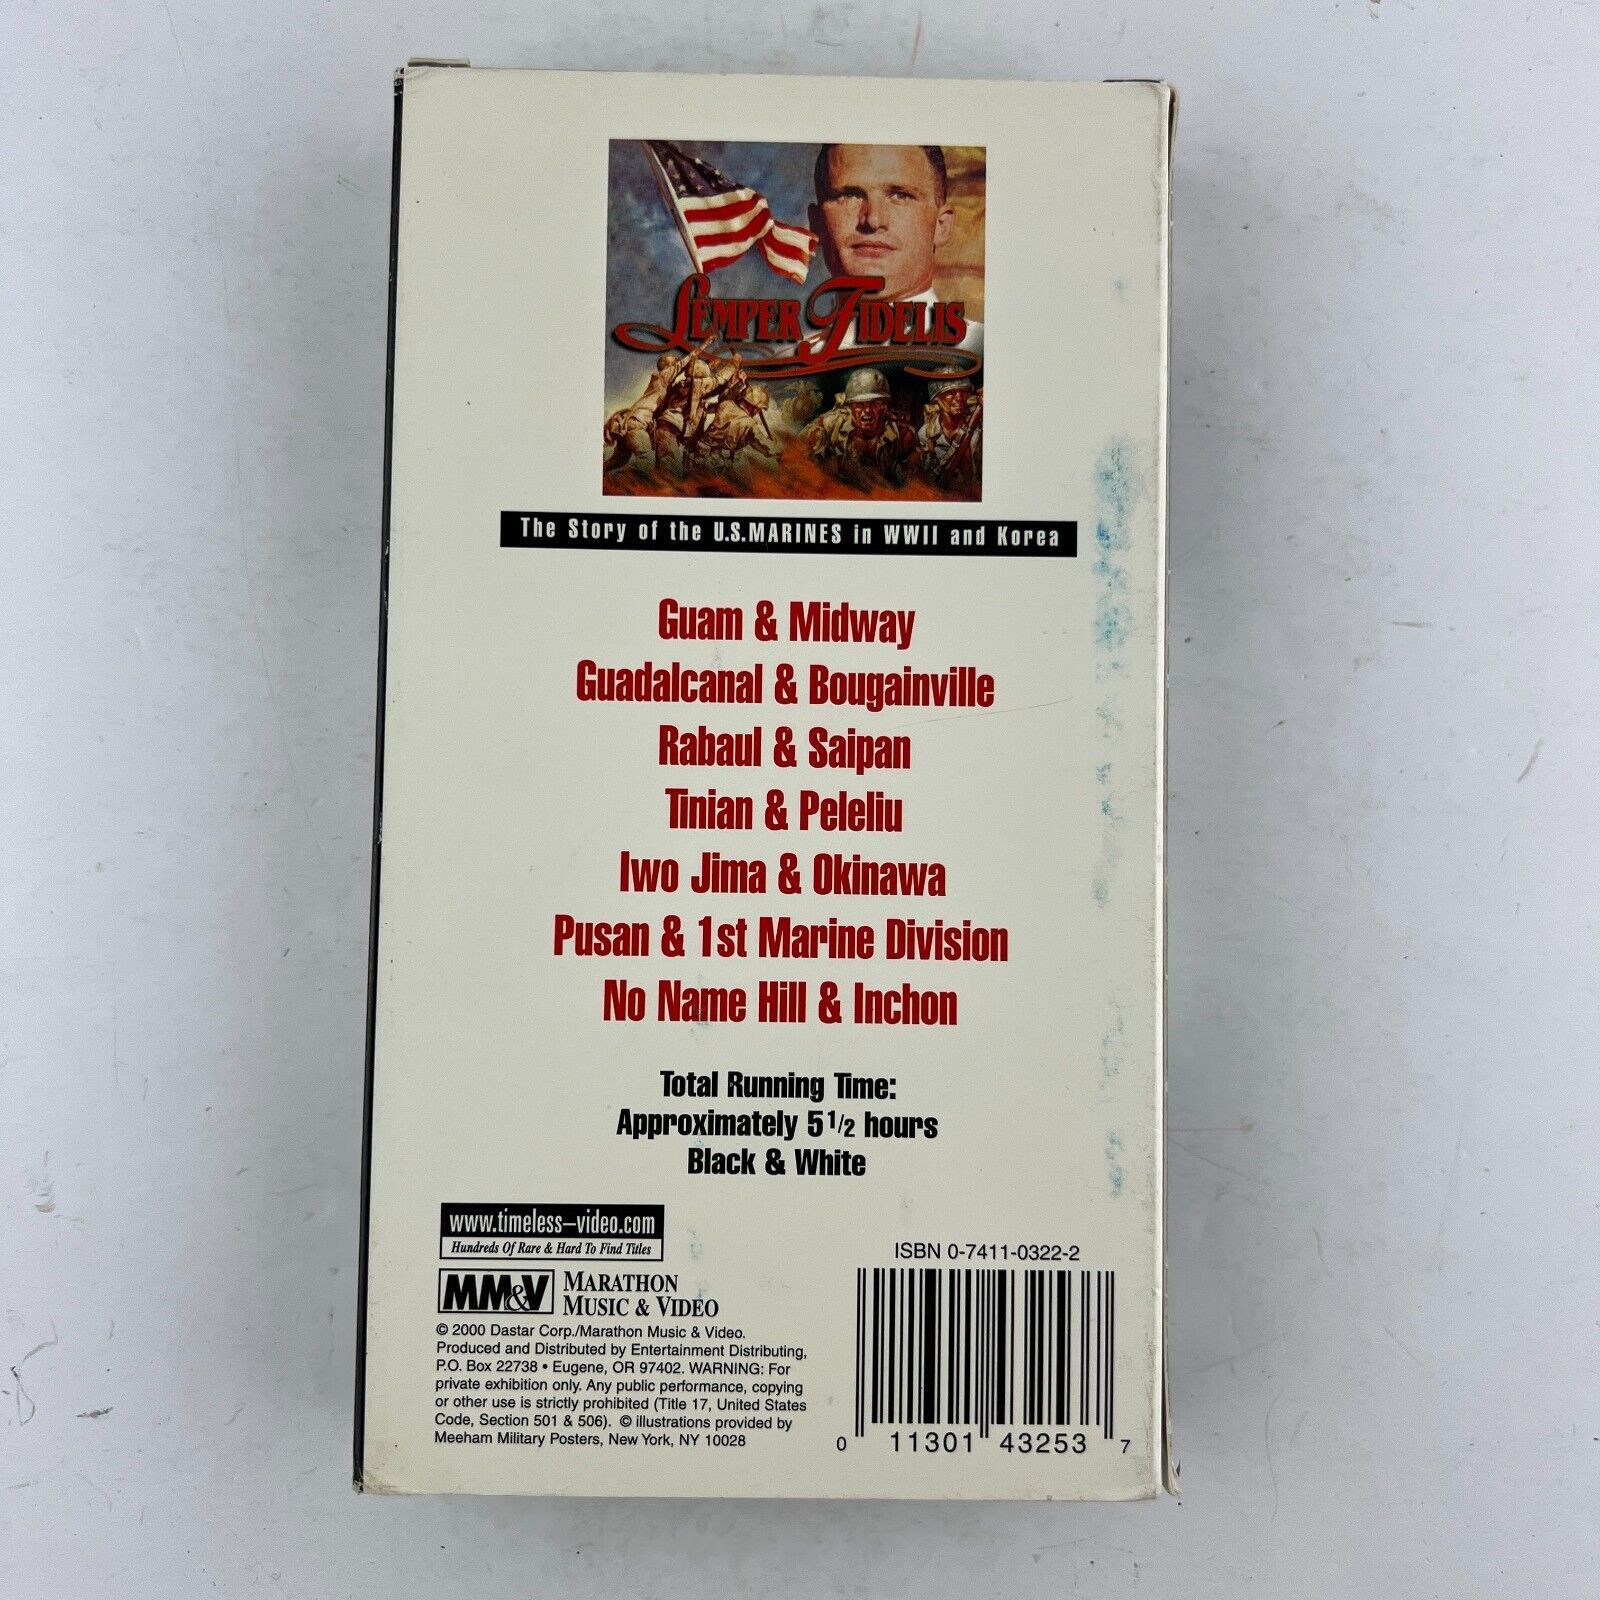 SEMPER FIDELIS
The Story of the U.S.MARINES in WWII and Korea
Guam & Midway
Guadalcanal & Bougainville
Rabaul & Saipan
Tinian & Peleliu
Iwo Jima & Okinawa
Pusan & 1st Marine Division
No Name Hill & Inchon
Total Running Time:
Approximately 5 1/2 hours
Black & White
www.timeless–video.com
Hundreds Of Rare & Hard To Find Titles
MM&V MARATHON
MUSIC & VIDEO
© 2000 Dastar Corp./Marathon Music & Video.
Produced and Distributed by Entertainment Distributing,
P.O. Box 22738 • Eugene, OR 97402. WARNING: For
private exhibition only. Any public performance, copying
or other use is strictly prohibited (Title 17, United States
Code, Section 501 & 506). © illustrations provided by
Meeham Military Posters, New York, NY 10028
ISBN 0-7411-0322-2
0 11301 43253 7